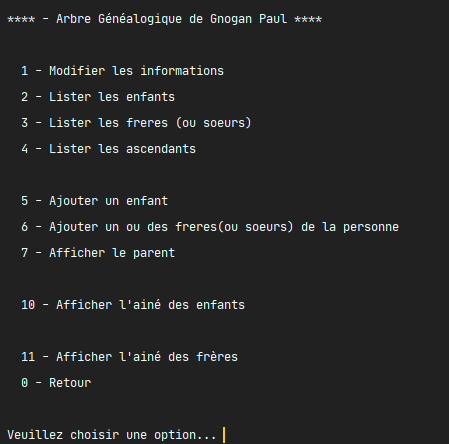 **** - Arbre Généalogique de Gnogan Paul ****
1 - Modifier les informations
2 - Lister les enfants
3 - Lister les freres (ou soeurs)
4 - Lister les ascendants
5 - Ajouter un enfant
6 - Ajouter un ou des freres(ou soeurs) de la personne
7 - Afficher le parent
10 - Afficher l'ainé des enfants
11 - Afficher l'ainé des frères
0 - Retour
Veuillez choisir une option...